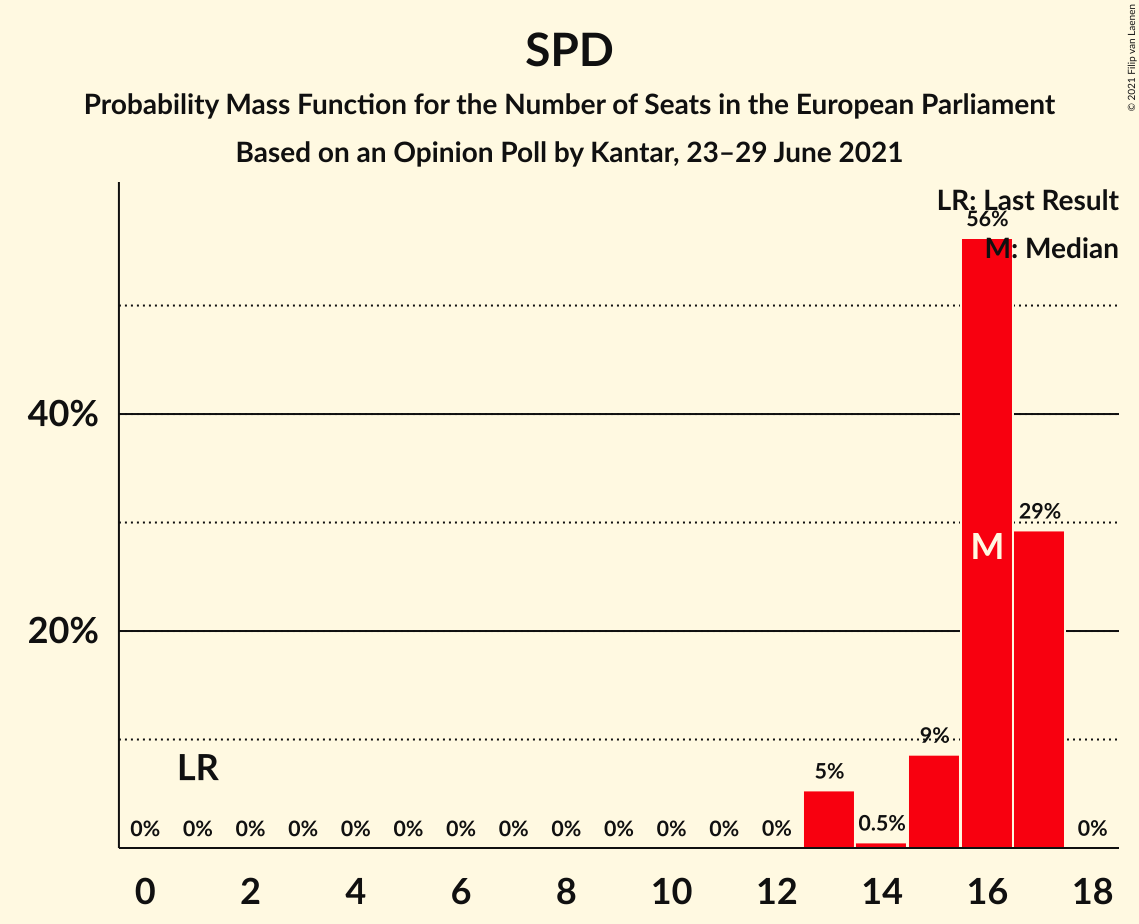 SPD
Probability Mass Function for the Number of Seats in the European Parliament
Based on an Opinion Poll by Kantar, 23–29 June 2021
© 2021 Filip van Laenen
LR: Last Result
M: Median
56%
40%
29%
M
20%
9%
LR
5%
0% 0% 0% 0% 0% 0% 0% 0% 0% 0% 0% 0% 0% 0.5% 0%
0 2 4 6 8 10 12 14 16 18